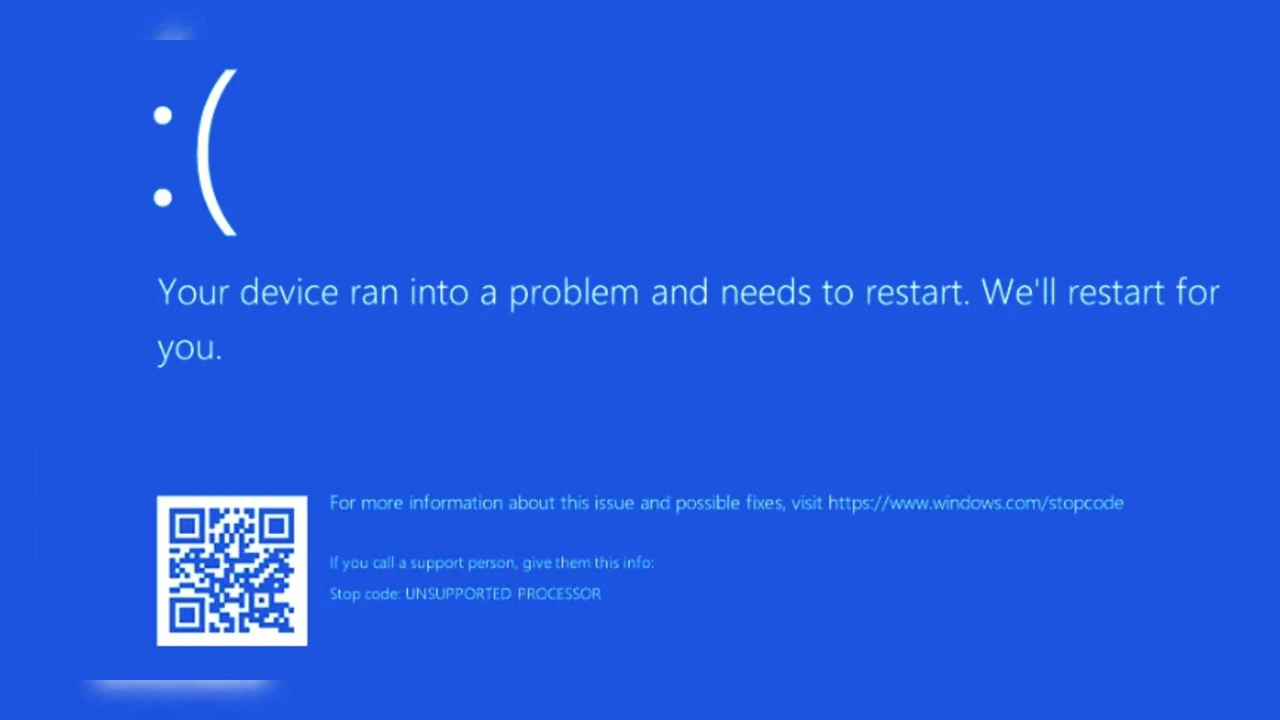 :(
Your device ran into a problem and needs to restart. We'll restart for
you.
For more information about this issue and possible fixes, visit https://www.windows.com/stopcode
If you call a support person, give them this info:
Stop code: UNSUPPORTED PROCESSOR